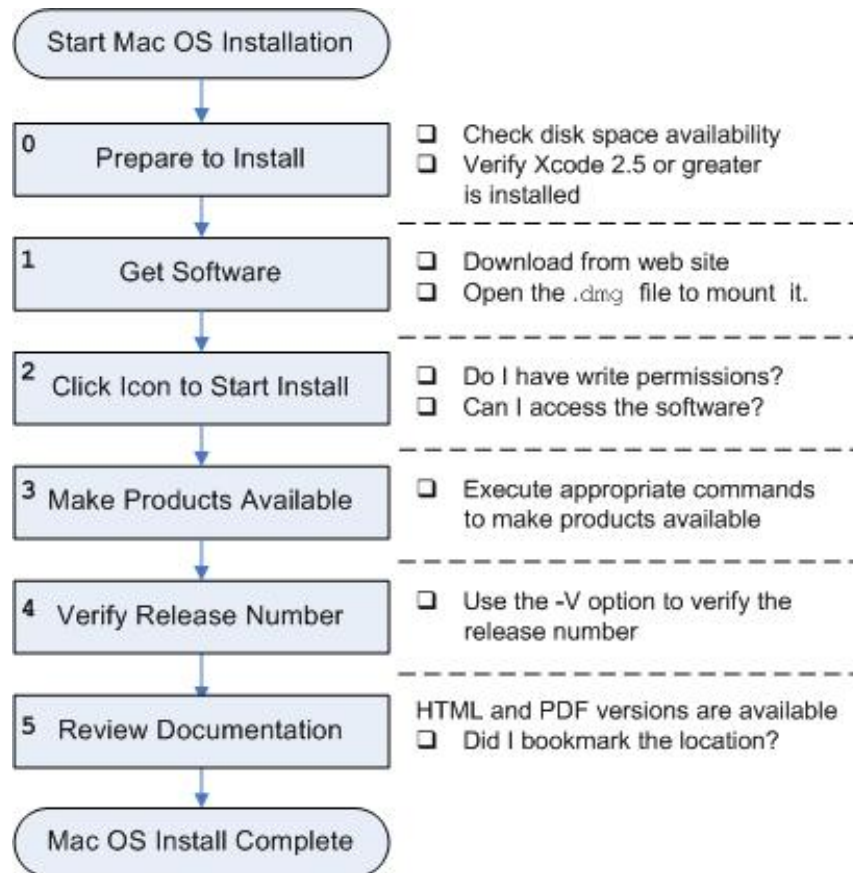 Start Mac OS Installation
0
Prepare to Install
❑ Check disk space availability
❑ Verify Xcode 2.5 or greater
is installed
1
Get Software
❑ Download from web site
❑ Open the .dmg file to mount it.
2
Click Icon to Start Install
❑ Do I have write permissions?
❑ Can I access the software?
3
Make Products Available
❑ Execute appropriate commands
to make products available
4
Verify Release Number
❑ Use the -V option to verify the
release number
5
Review Documentation
HTML and PDF versions are available
❑ Did I bookmark the location?
Mac OS Install Complete